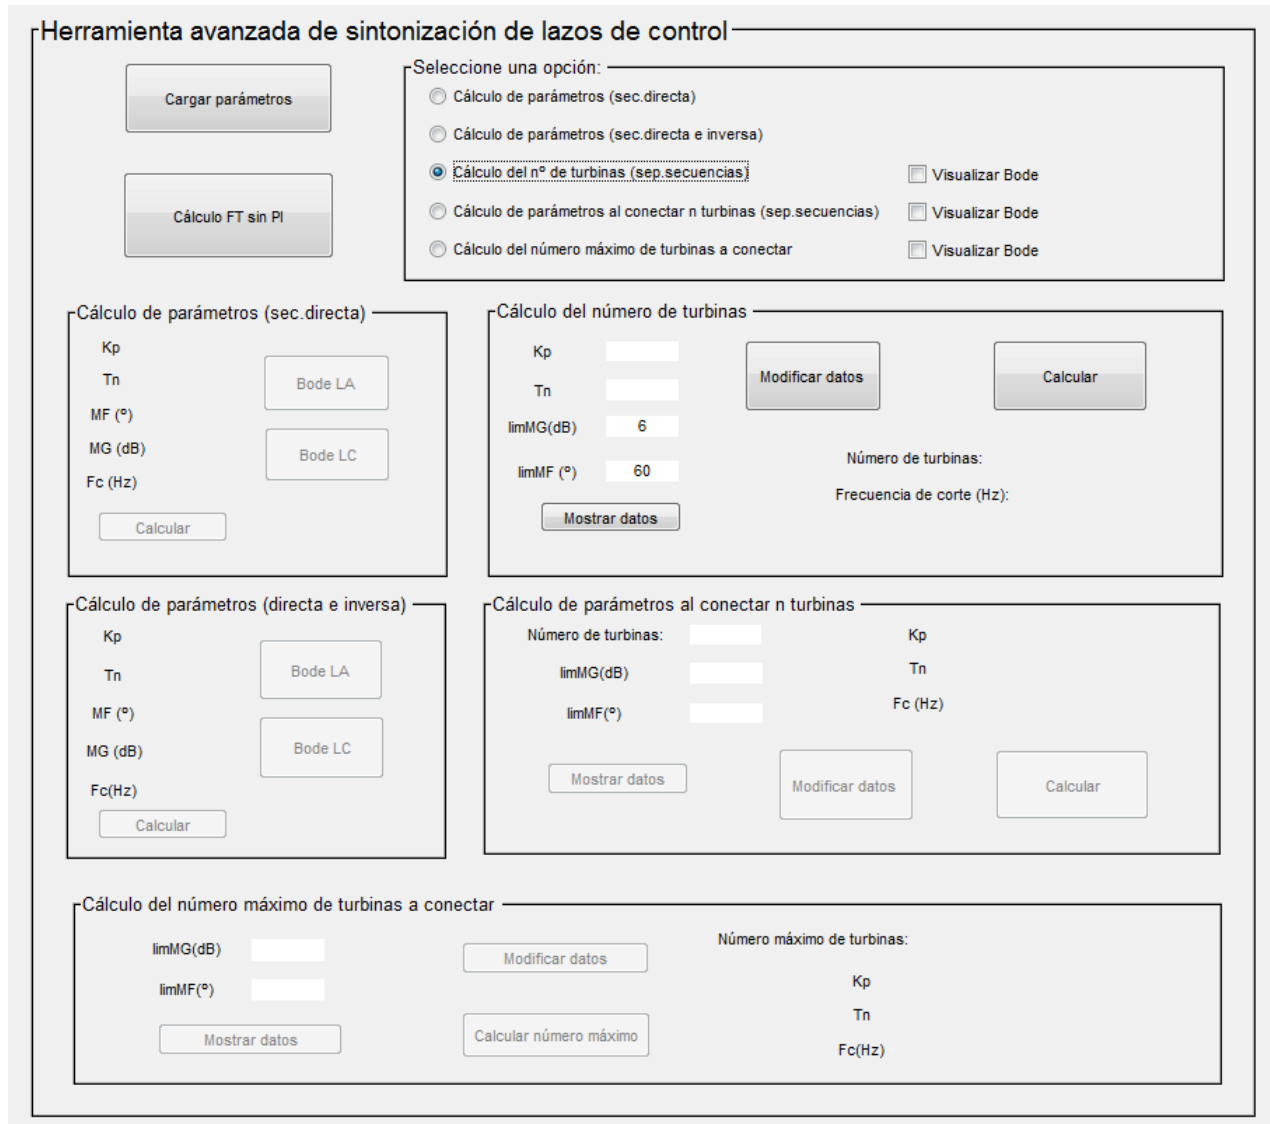 Herramienta avanzada de sintonización de lazos de control
Cargar parámetros
Cálculo FT sin PI
Seleccione una opción:
Cálculo de parámetros (sec.directa)
Cálculo de parámetros (sec.directa e inversa)
Cálculo del nº de turbinas (sep.secuencias) Visualizar Bode
Cálculo de parámetros al conectar n turbinas (sep.secuencias) Visualizar Bode
Cálculo del número máximo de turbinas a conectar Visualizar Bode
Cálculo de parámetros (sec.directa)
Kp
Tn
MF (º)
MG (dB)
Fc (Hz)
Bode LA
Bode LC
Calcular
Cálculo del número de turbinas
Kp
Tn
limMG(dB) 6
limMF (º) 60
Mostrar datos
Modificar datos
Calcular
Número de turbinas:
Frecuencia de corte (Hz):
Cálculo de parámetros (directa e inversa)
Kp
Tn
MF (º)
MG (dB)
Fc(Hz)
Bode LA
Bode LC
Calcular
Cálculo de parámetros al conectar n turbinas
Número de turbinas:
limMG(dB)
limMF(º)
Kp
Tn
Fc (Hz)
Mostrar datos
Modificar datos
Calcular
Cálculo del número máximo de turbinas a conectar
limMG(dB)
limMF(º)
Mostrar datos
Modificar datos
Calcular número máximo
Número máximo de turbinas:
Kp
Tn
Fc(Hz)